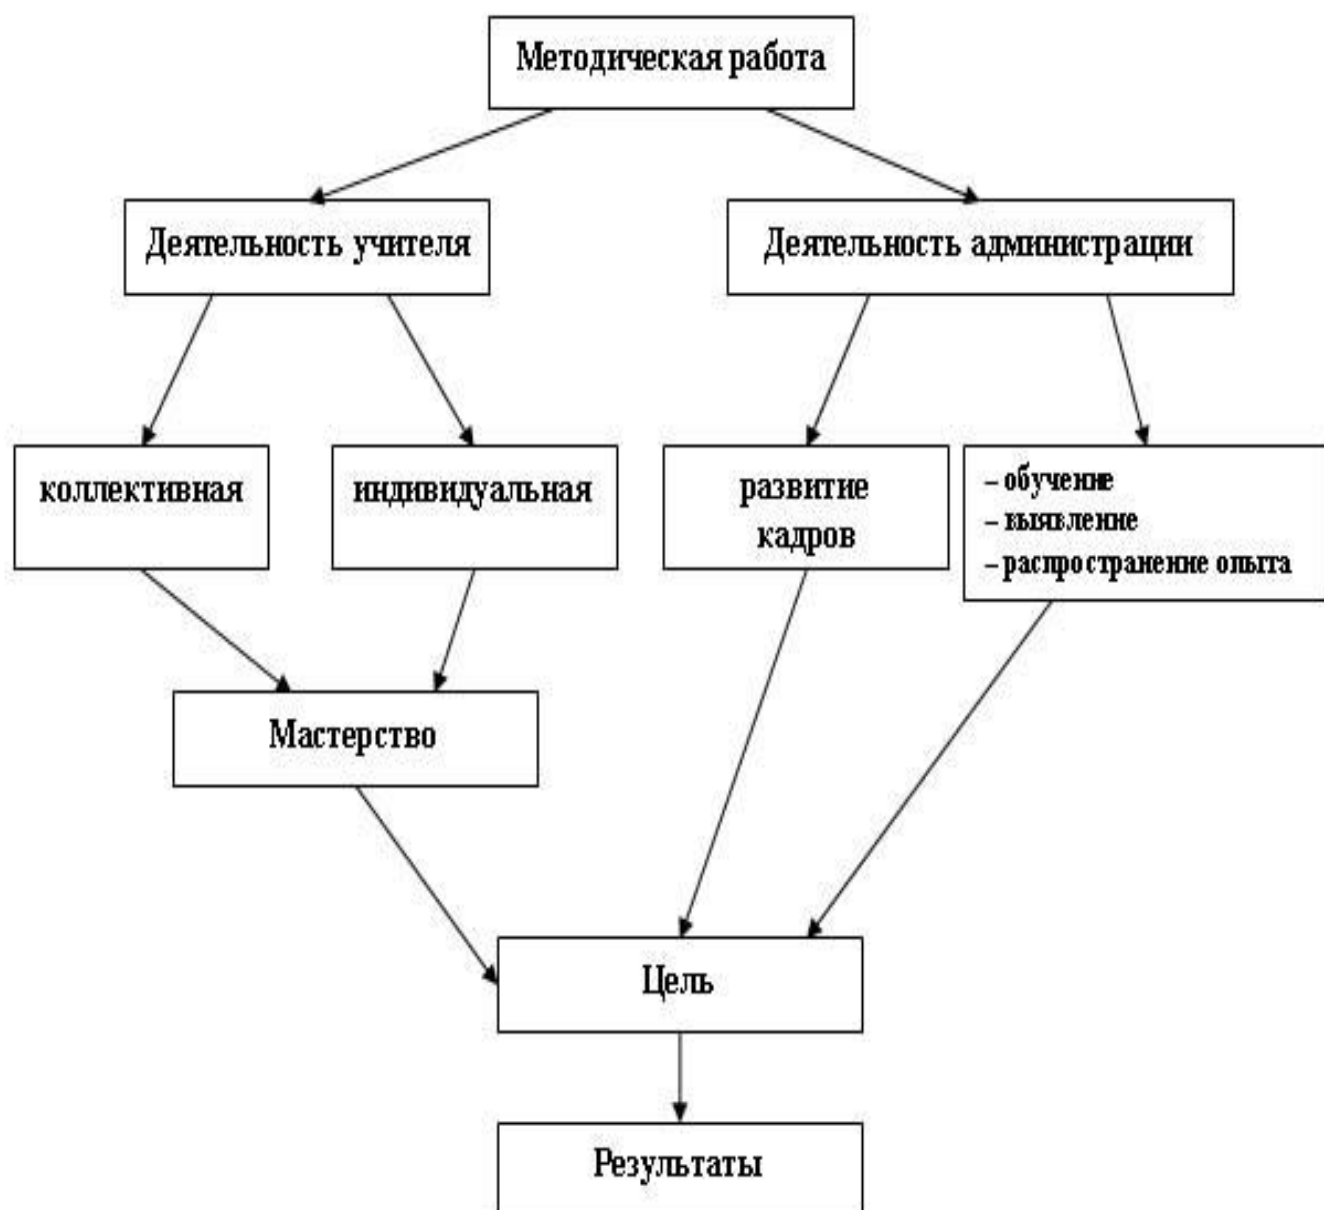 Методическая работа
Деятельность учителя
Деятельность администрации
коллективная
индивидуальная
развитие
кадров
– обучение
– выявление
– распространение опыта
Мастерство
Цель
Результаты